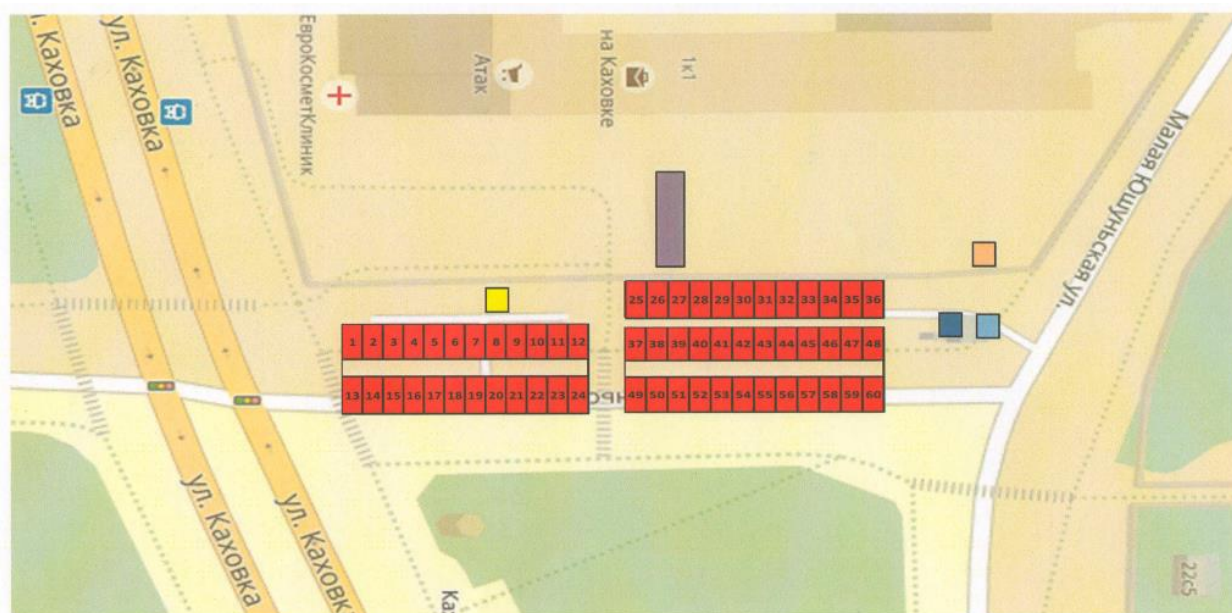 л. Каховка
ул. Каховка
ЕвроКосметКлиник
Атак
на Каховке
1к1
Малая Юшуньская ул.
25 26 27 28 29 30 31 32 33 34 35 36
1 2 3 4 5 6 7 8 9 10 11 12
37 38 39 40 41 42 43 44 45 46 47 48
13 14 15 16 17 18 19 20 21 22 23 24
49 50 51 52 53 54 55 56 57 58 59 60
ул. Каховка
ул. Каховка
22с5
Ка